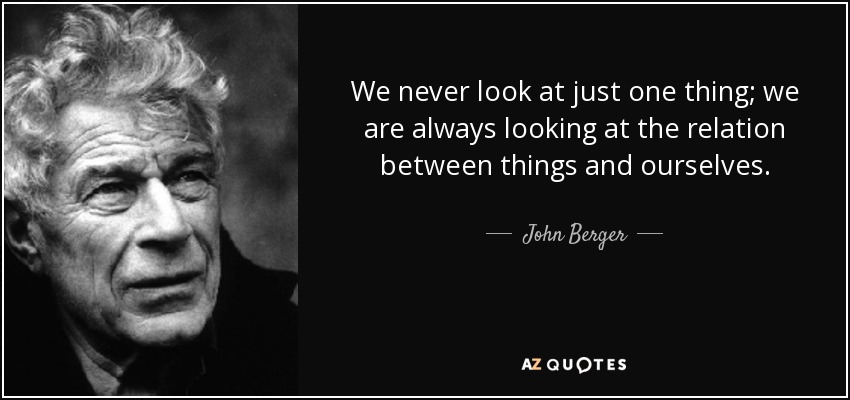 We never look at just one thing; we
are always looking at the relation
between things and ourselves.
John Berger
AZ QUOTES